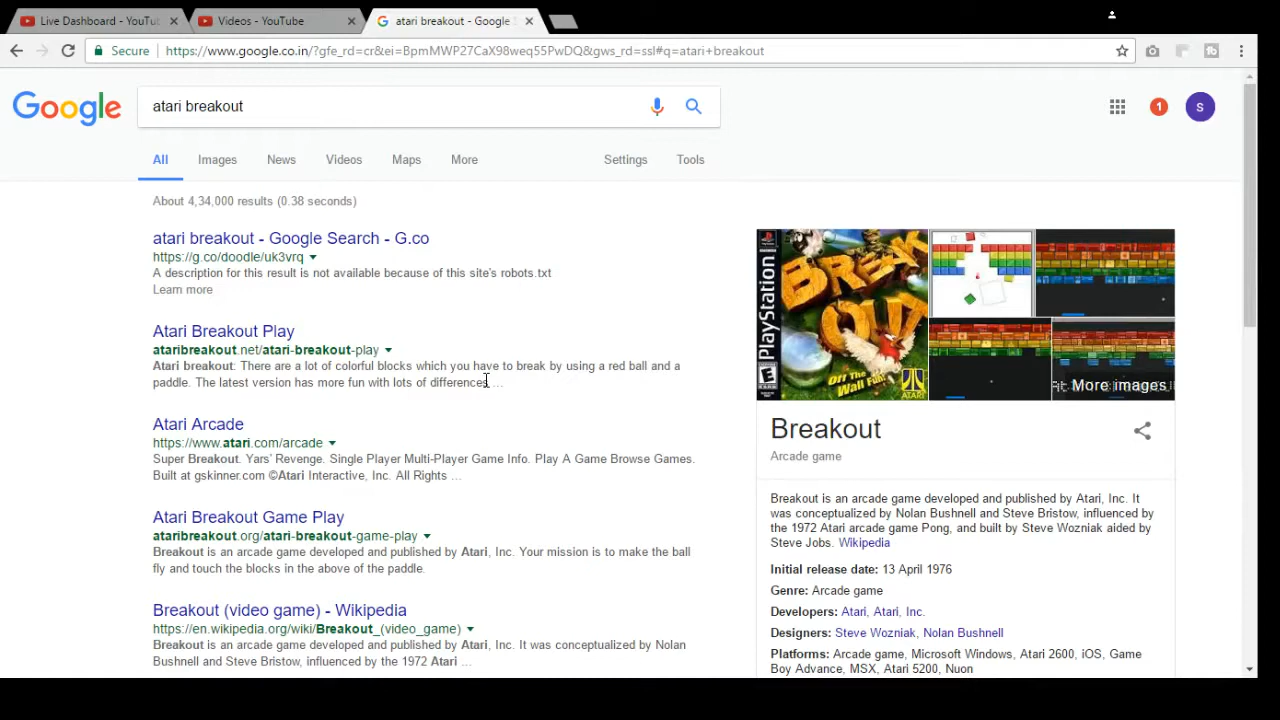 Live Dashboard - YouTu
Videos - YouTube
atari breakout - Google S
Secure
https://www.google.co.in/?gfe_rd=cr&ei=BpmMWP27CaX98weq55PwDQ&gws_rd=ssl#q=atari+breakout
Google
atari breakout
1
S
All Images News Videos Maps More Settings Tools
About 4,34,000 results (0.38 seconds)
atari breakout - Google Search - G.co
https://g.co/doodle/uk3vrq
A description for this result is not available because of this site's robots.txt
Learn more
Atari Breakout Play
ataribreakout.net/atari-breakout-play
Atari breakout: There are a lot of colorful blocks which you have to break by using a red ball and a
paddle. The latest version has more fun with lots of differences ...
Atari Arcade
https://www.atari.com/arcade
Super Breakout. Yars' Revenge. Single Player Multi-Player Game Info. Play A Game Browse Games.
Built at gskinner.com ©Atari Interactive, Inc. All Rights ...
Atari Breakout Game Play
ataribreakout.org/atari-breakout-game-play
Breakout is an arcade game developed and published by Atari, Inc. Your mission is to make the ball
fly and touch the blocks in the above of the paddle.
Breakout (video game) - Wikipedia
https://en.wikipedia.org/wiki/Breakout_(video_game)
Breakout is an arcade game developed and published by Atari, Inc. It was conceptualized by Nolan
Bushnell and Steve Bristow, influenced by the 1972 Atari ...
PlayStation
BREAK
OUT
Off The
Wall Fun!
E
ATARI
More images
Breakout
Arcade game
Breakout is an arcade game developed and published by Atari, Inc. It
was conceptualized by Nolan Bushnell and Steve Bristow, influenced by
the 1972 Atari arcade game Pong, and built by Steve Wozniak aided by
Steve Jobs. Wikipedia
Initial release date: 13 April 1976
Genre: Arcade game
Developers: Atari, Atari, Inc.
Designers: Steve Wozniak, Nolan Bushnell
Platforms: Arcade game, Microsoft Windows, Atari 2600, iOS, Game
Boy Advance, MSX, Atari 5200, Nuon